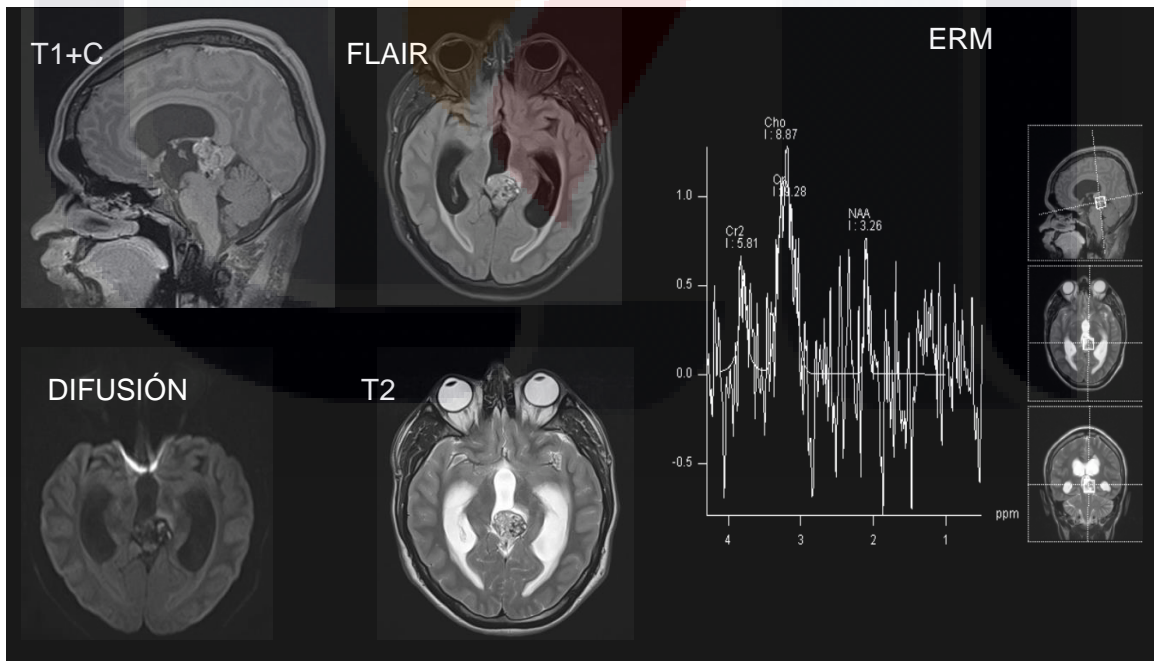 T1+C
FLAIR
ERM
DIFUSIÓN
T2
Cho
I : 8.87
Cr2
I : 5.81
NAA
I : 3.26
1.0
0.5
0.0
-0.5
ppm
4
3
2
1